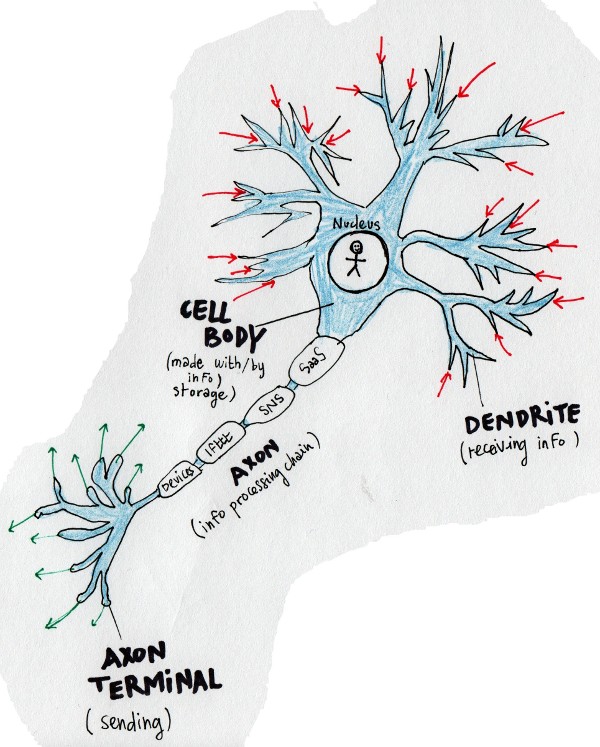 Nucleus
CELL
BODY
(made with/by
info)
storage)
SaaS
SNS
Ifttt
Devices
AXON
(info processing chain)
DENDRITE
(receiving info)
AXON
TERMINAL
(sending)